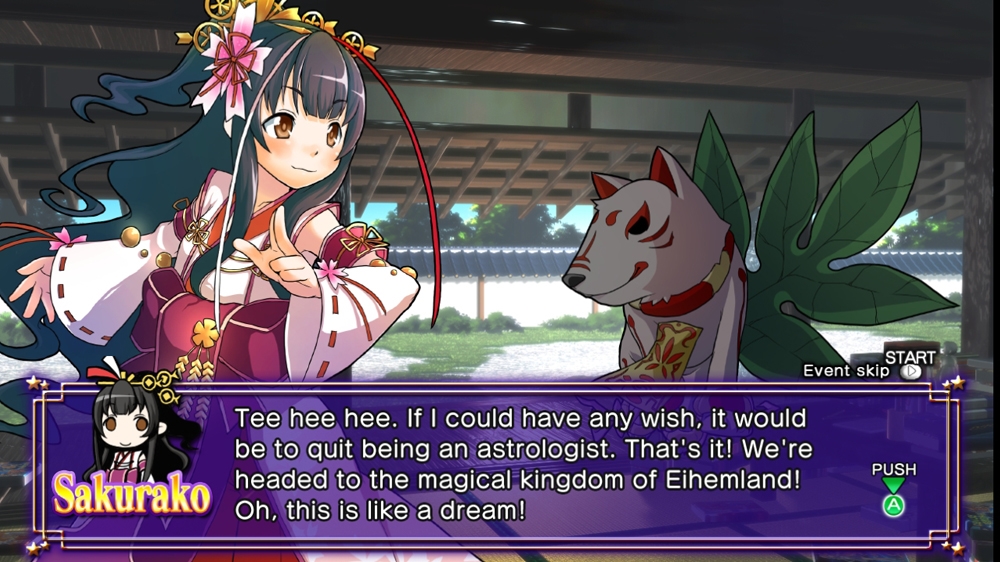 START
Event skip
Tee hee hee. If I could have any wish, it would
be to quit being an astrologist. That's it! We're
headed to the magical kingdom of Eihemland!
Oh, this is like a dream!
Sakurako
PUSH
A